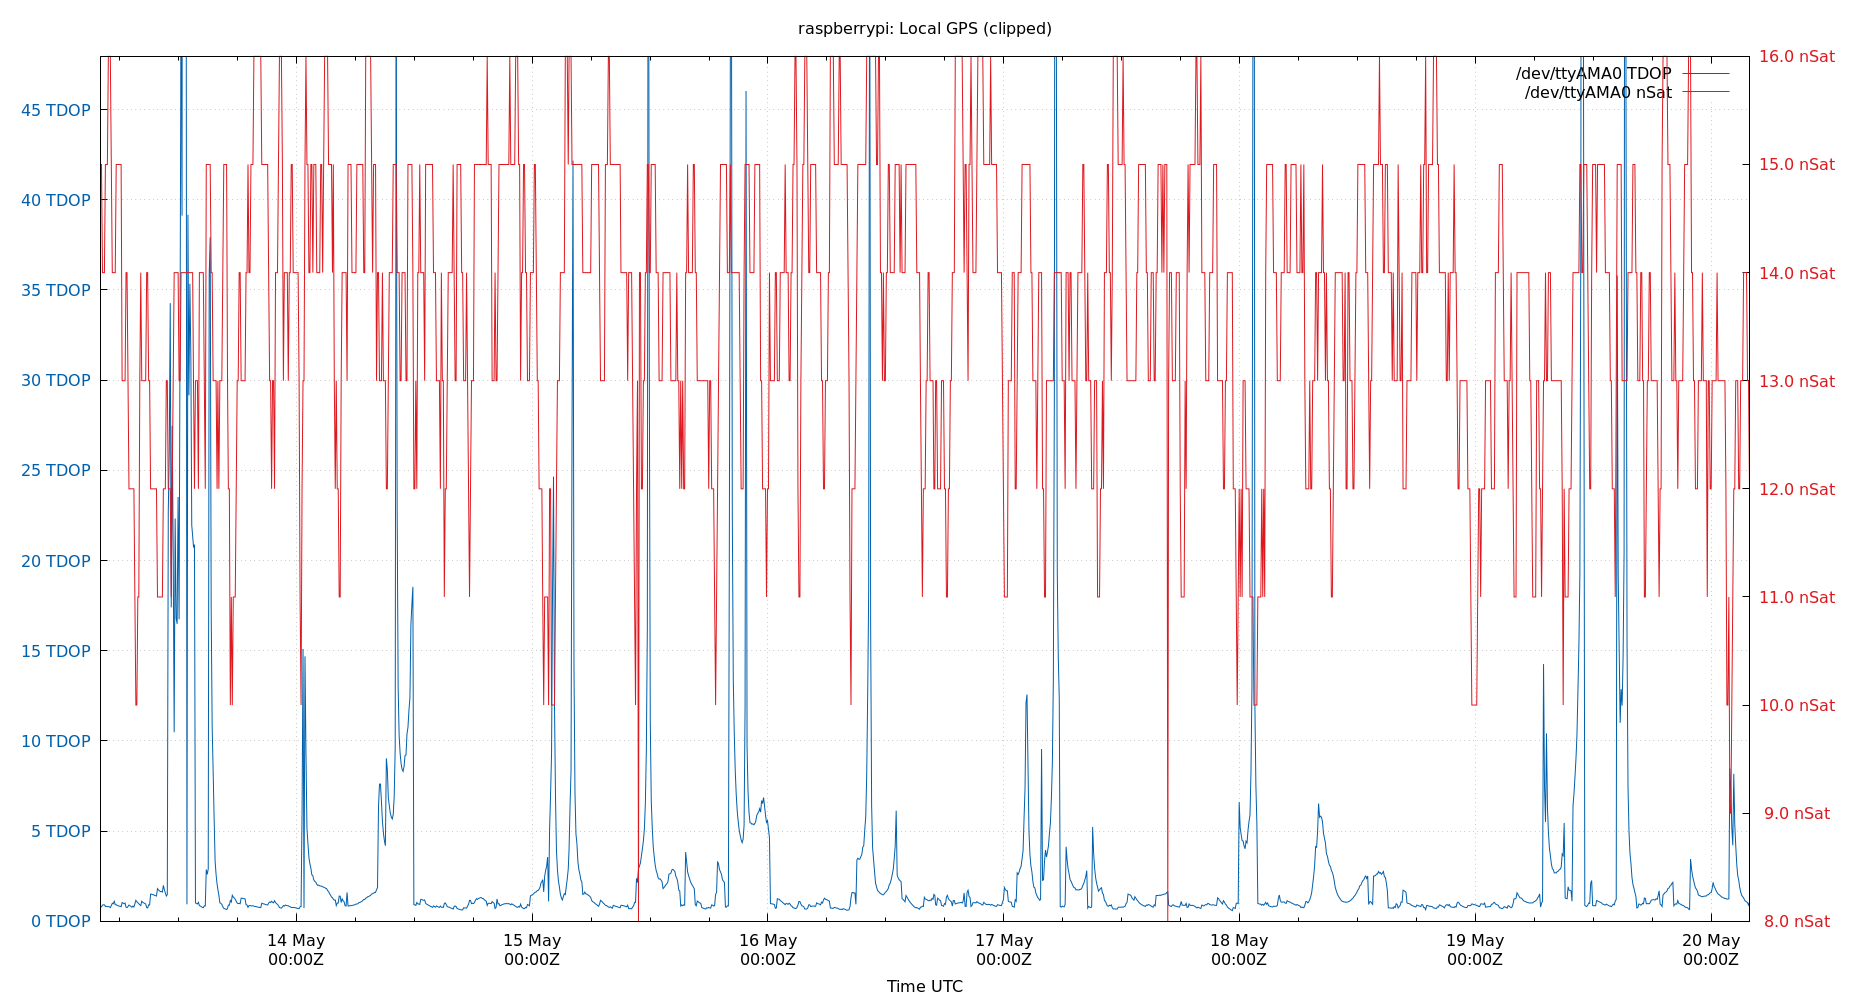 raspberrypi: Local GPS (clipped)
/dev/ttyAMA0 TDOP
/dev/ttyAMA0 nSat
45 TDOP
40 TDOP
35 TDOP
30 TDOP
25 TDOP
20 TDOP
15 TDOP
10 TDOP
5 TDOP
0 TDOP
16.0 nSat
15.0 nSat
14.0 nSat
13.0 nSat
12.0 nSat
11.0 nSat
10.0 nSat
9.0 nSat
8.0 nSat
14 May
00:00Z
15 May
00:00Z
16 May
00:00Z
17 May
00:00Z
18 May
00:00Z
19 May
00:00Z
20 May
00:00Z
Time UTC